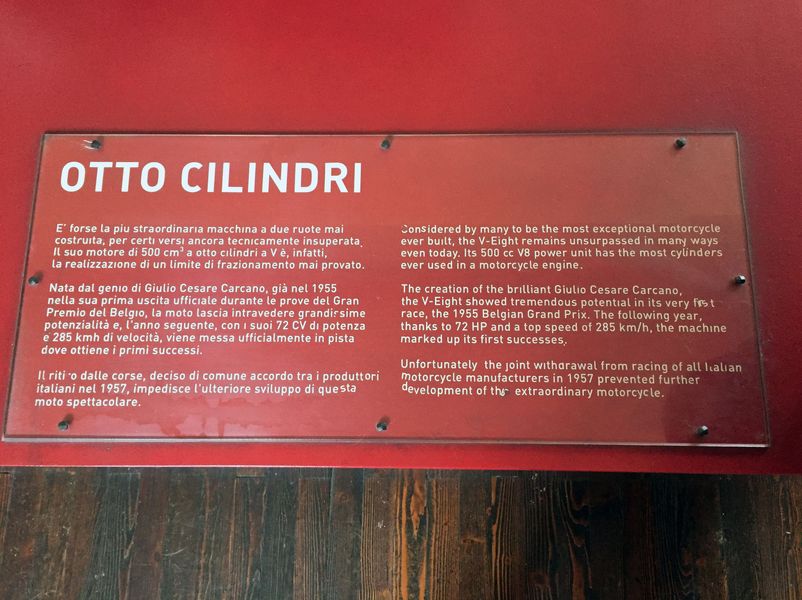 OTTO CILINDRI
E' forse la più straordinaria macchina a due ruote mai
costruita, per certi versi ancora tecnicamente insuperata.
Il suo motore di 500 cm³ a otto cilindri a V è, infatti,
la realizzazione di un limite di frazionamento mai provato.
Nata dal genio di Giulio Cesare Carcano, già nel 1955
nella sua prima uscita ufficiale durante le prove del Gran
Premio del Belgio, la moto lascia intravedere grandirsime
potenzialità e, l'anno seguente, con i suoi 72 CV di potenza
e 285 kmh di velocità, viene messa ufficialmente in pista
dove ottiene i primi successi.
Il ritiro dalle corse, deciso di comune accordo tra i produttori
italiani nel 1957, impedisce l'ulteriore sviluppo di questa
moto spettacolare.
Considered by many to be the most exceptional motorcycle
ever built, the V-Eight remains unsurpassed in many ways
even today. Its 500 cc V8 power unit has the most cylinders
ever used in a motorcycle engine.
The creation of the brilliant Giulio Cesare Carcano,
the V-Eight showed tremendous potential in its very first
race, the 1955 Belgian Grand Prix. The following year,
thanks to 72 HP and a top speed of 285 km/h, the machine
marked up its first successes.
Unfortunately the joint withdrawal from racing of all Italian
motorcycle manufacturers in 1957 prevented further
development of this extraordinary motorcycle.